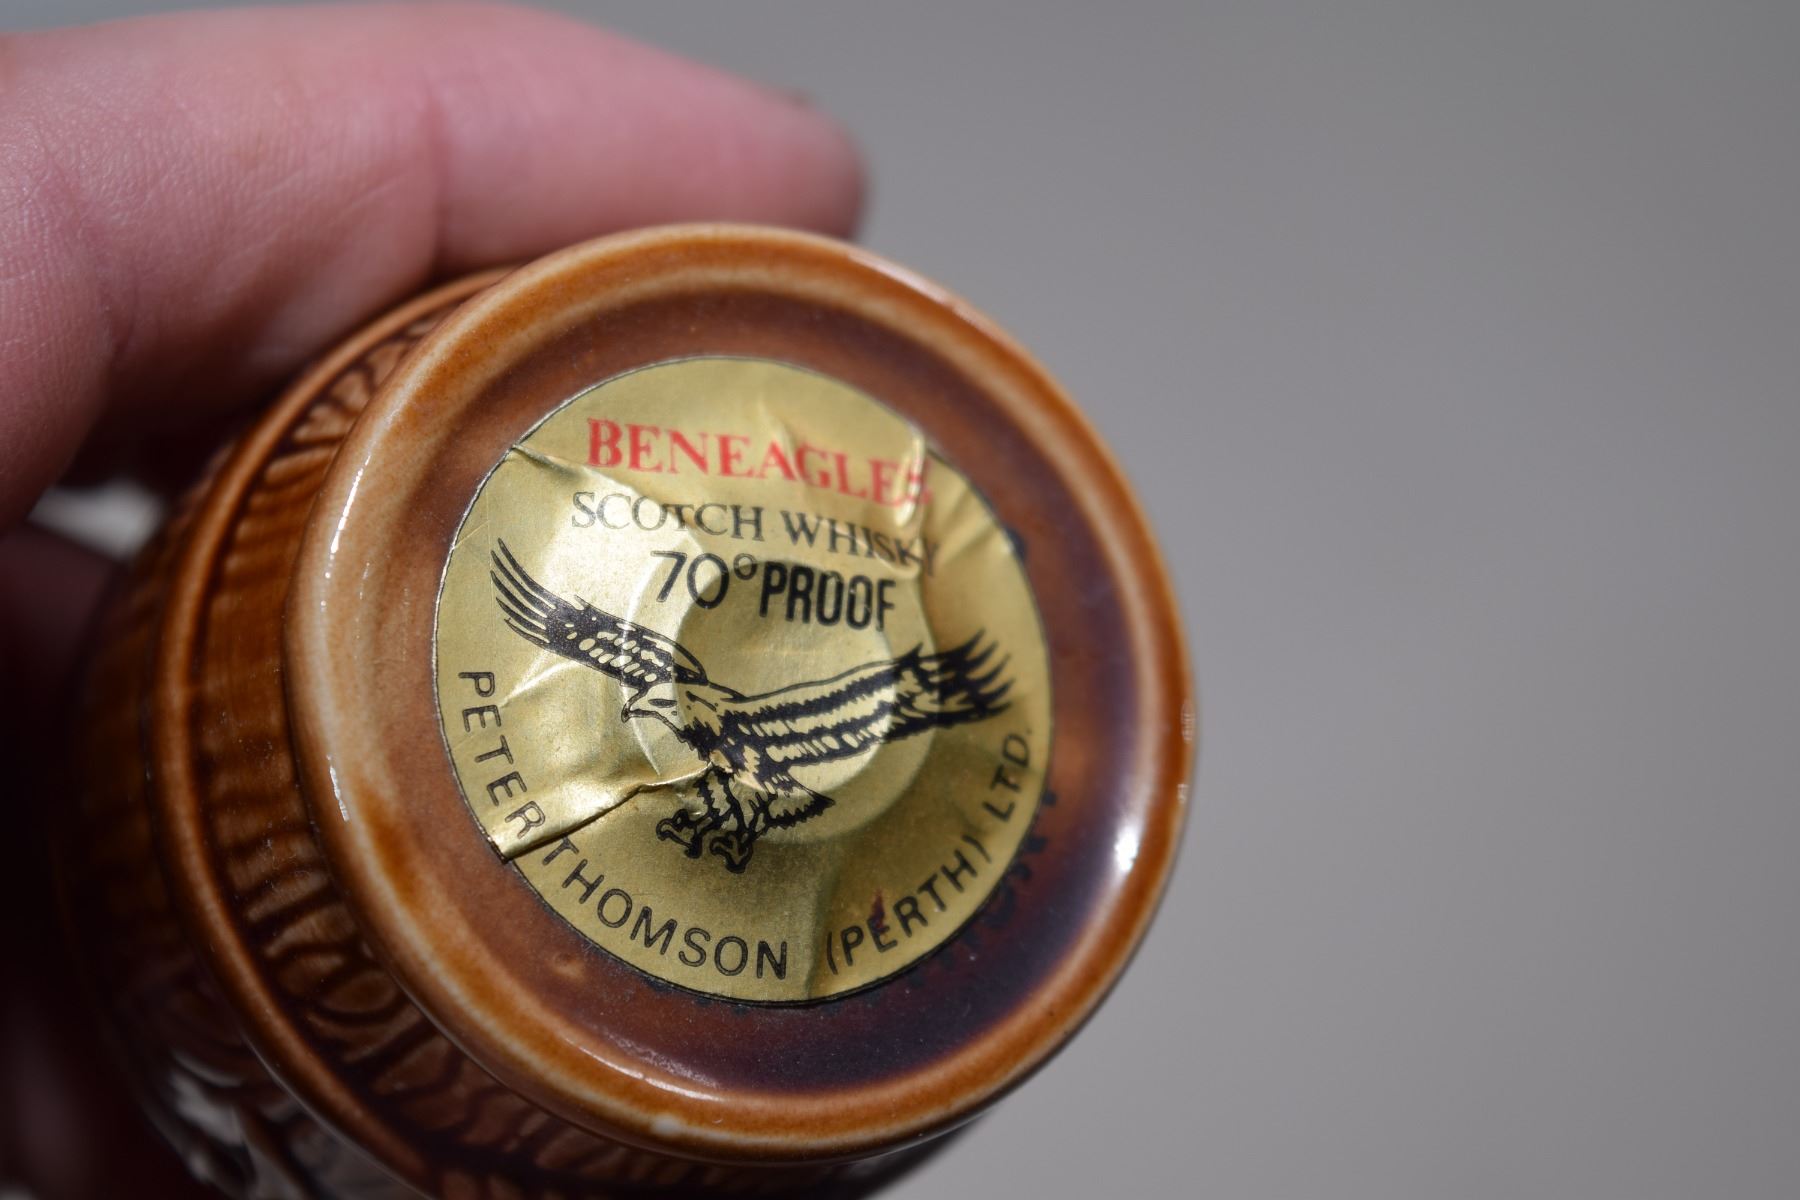 BENEAGLES
SCOTCH WHISKY
70° PROOF
PETER THOMSON (PERTH) LTD.